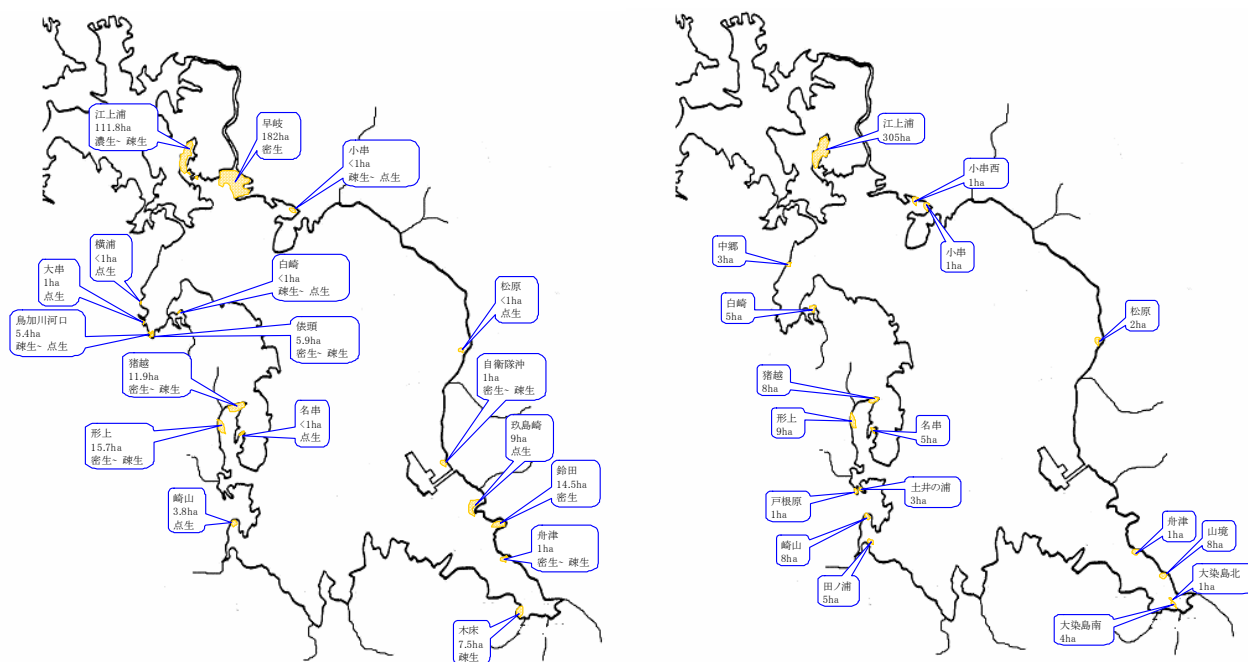 江上浦
111.8ha
濃生~ 疎生
早岐
182ha
密生
小串
<1ha
疎生~ 点生
横浦
<1ha
点生
大串
1ha
点生
白崎
<1ha
疎生~ 点生
松原
<1ha
点生
鳥加川河口
5.4ha
疎生~ 点生
俵頭
5.9ha
密生~ 疎生
猪越
11.9ha
密生~ 疎生
自衛隊沖
1ha
密生~ 疎生
名串
<1ha
点生
玖島崎
9ha
点生
形上
15.7ha
密生~ 疎生
鈴田
14.5ha
密生
崎山
3.8ha
点生
舟津
1ha
密生~ 疎生
木床
7.5ha
疎生
江上浦
305ha
小串西
1ha
小串
1ha
中郷
3ha
白崎
5ha
松原
2ha
猪越
8ha
形上
9ha
名串
5ha
土井の浦
3ha
戸根原
1ha
崎山
8ha
田ノ浦
5ha
舟津
1ha
山境
8ha
大染島北
1ha
大染島南
4ha